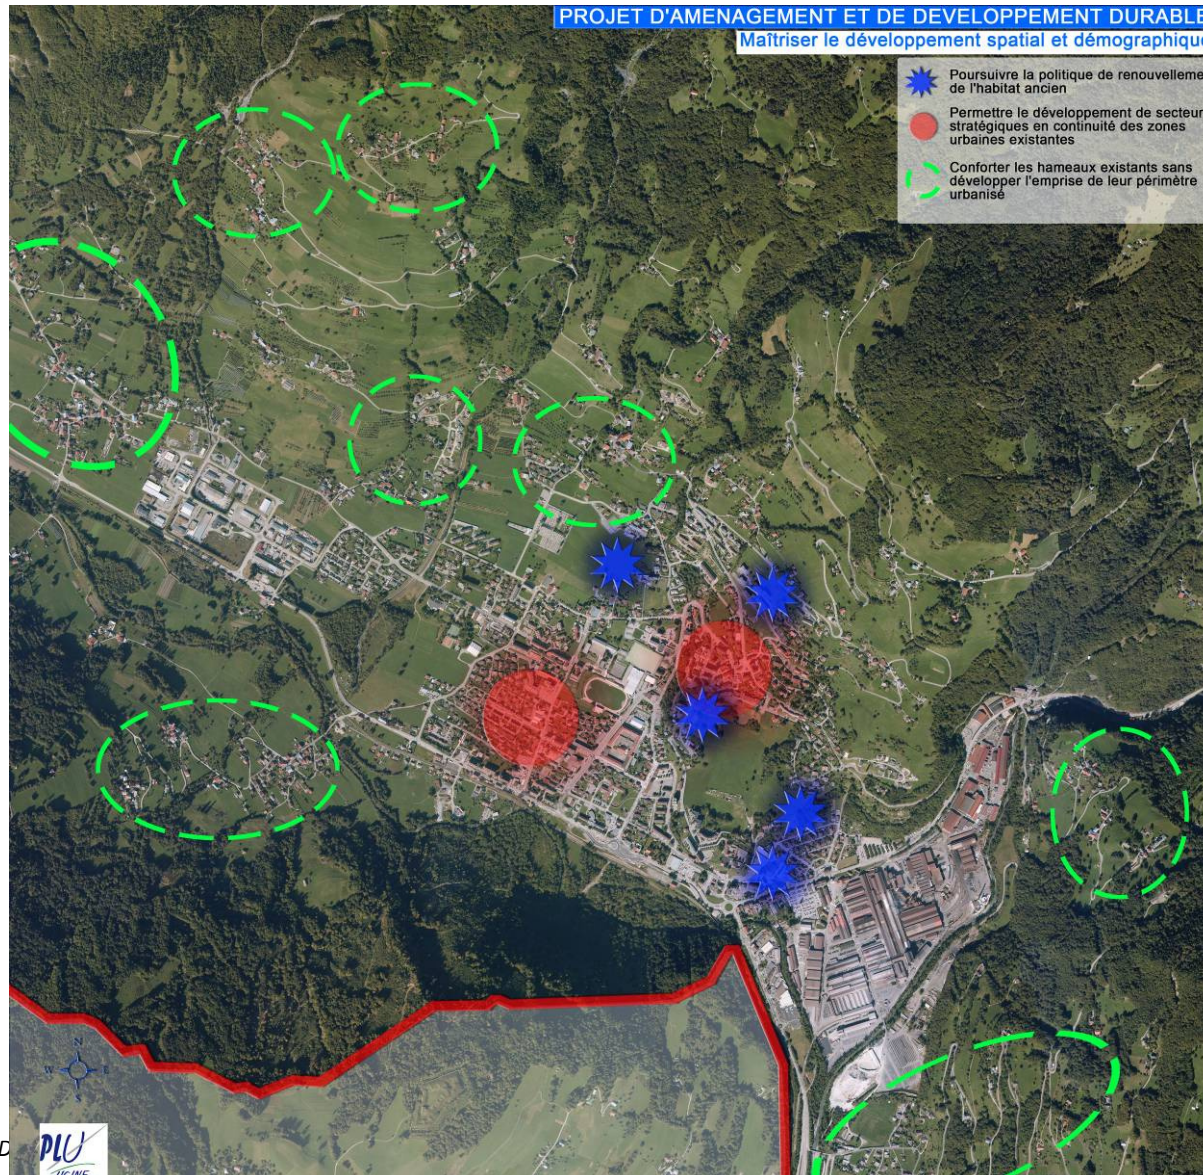 PROJET D'AMENAGEMENT ET DE DEVELOPPEMENT DURABLE
Maîtriser le développement spatial et démographique
Poursuivre la politique de renouvelleme
de l'habitat ancien
Permettre le développement de secteur
stratégiques en continuité des zones
urbaines existantes
Conforter les hameaux existants sans
développer l'emprise de leur périmètre
urbanisé
N
W E
S
D
PLU
UGINE